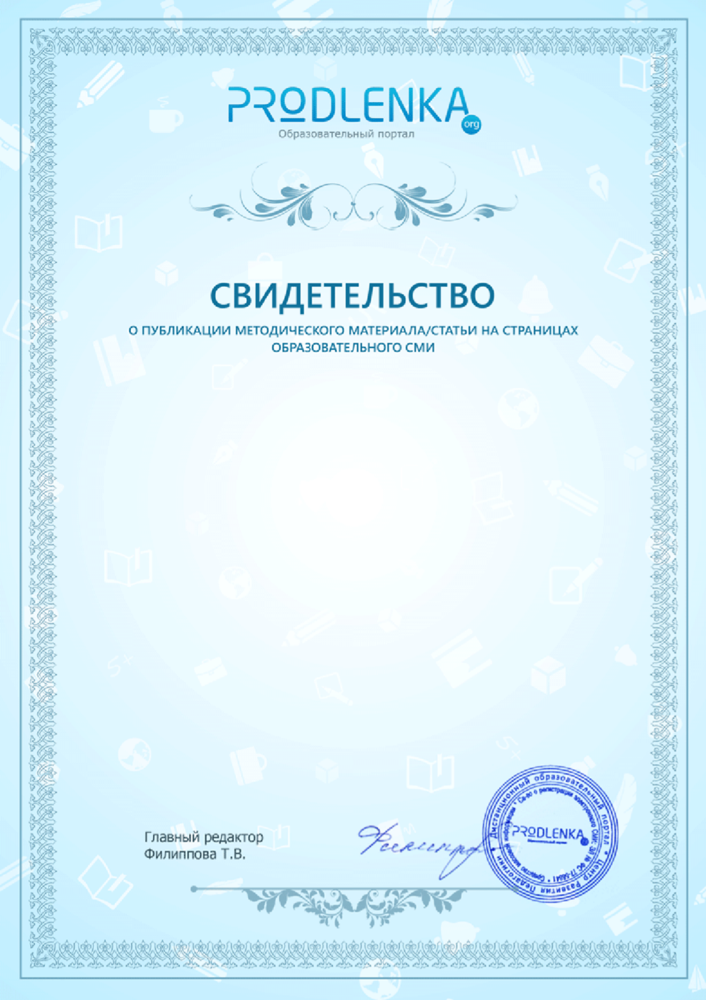 PRODLENKA
org
Образовательный портал
СВИДЕТЕЛЬСТВО
О ПУБЛИКАЦИИ МЕТОДИЧЕСКОГО МАТЕРИАЛА/СТАТЬИ НА СТРАНИЦАХ
ОБРАЗОВАТЕЛЬНОГО СМИ
Главный редактор
Филиппова Т.В.
Дистанционный образовательный портал * Центр Развития Педагогики *
Св-во о регистрации электронного СМИ: ЭЛ № ФС 77-58841 * Средство массовой информации *
PRODLENKA